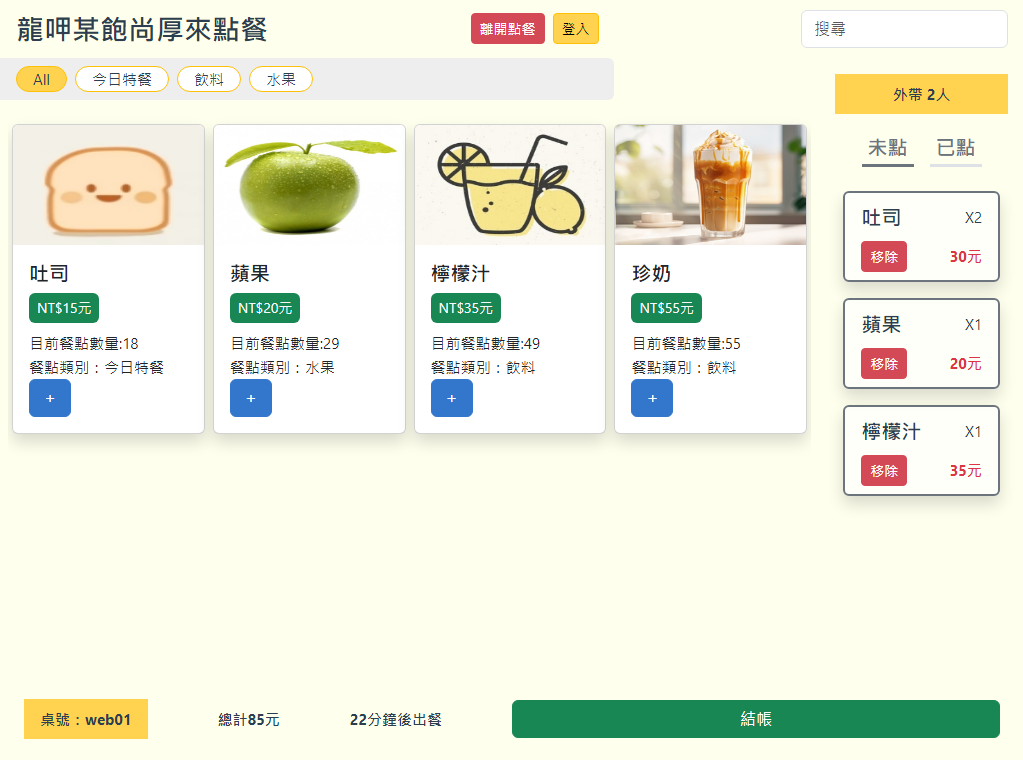 龍呷某飽尚厚來點餐
離開點餐
登入
搜尋
All
今日特餐
飲料
水果
外帶 2人
未點
已點
吐司
NT$15元
目前餐點數量:18
餐點類別：今日特餐
+
蘋果
NT$20元
目前餐點數量:29
餐點類別：水果
+
檸檬汁
NT$35元
目前餐點數量:49
餐點類別：飲料
+
珍奶
NT$55元
目前餐點數量:55
餐點類別：飲料
+
吐司 X2
移除 30元
蘋果 X1
移除 20元
檸檬汁 X1
移除 35元
桌號：web01
總計85元
22分鐘後出餐
結帳